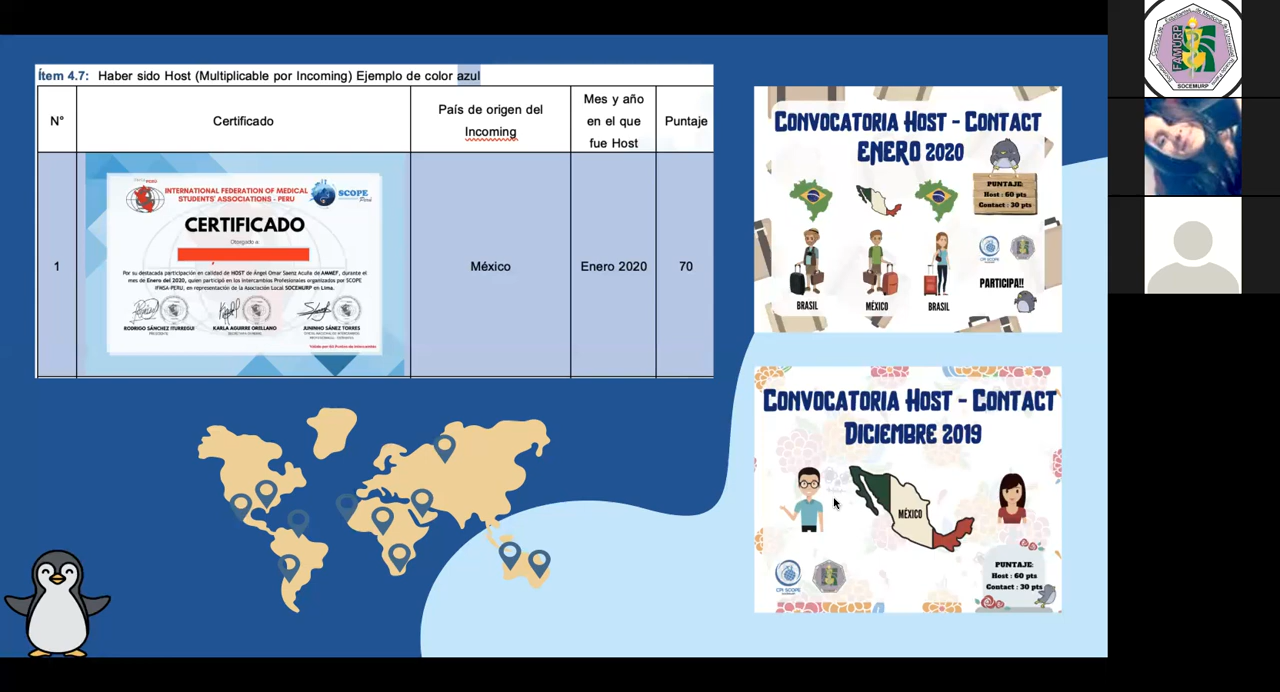 Ítem 4.7: Haber sido Host (Multiplicable por Incoming) Ejemplo de color azul
N°
Certificado
País de origen del
Incoming
Mes y año
en el que
fue Host
Puntaje
1
INTERNATIONAL FEDERATION OF MEDICAL
STUDENTS' ASSOCIATIONS - PERU
SCOPE
CERTIFICADO
Otorgado a
Por su destacada participación en calidad de HOST de Ángel Omar Saenz Acuña de AMMEF, durante el
mes de Enero del 2020, quien participó en los Intercambios Profesionales organizados por SCOPE
IFMSA-PERU, en representación de la Asociación Local SOCEMURP en Lima.
RODRIGO SÁNCHEZ ITURREGUI
KARLA AGUIRRE ORELLANO
JUNINHO SÁNEZ TORRES
México
Enero 2020
70
CONVOCATORIA HOST - CONTACT
ENERO 2020
PUNTAJE:
Host : 60 pts
Contact : 30 pts
BRASIL
MÉXICO
BRASIL
PARTICIPA!!
CONVOCATORIA HOST - CONTACT
DICIEMBRE 2019
MÉXICO
PUNTAJE:
Host : 60 pts
Contact : 30 pts
FAMURP
SOCEMURP